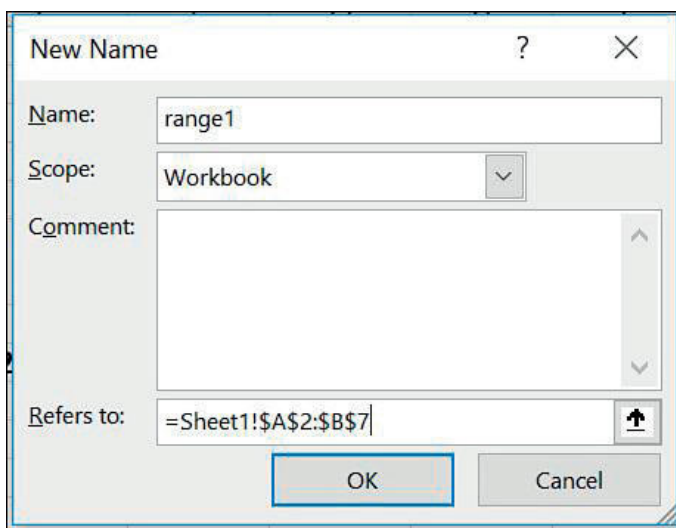 New Name
Name: range1
Scope: Workbook
Comment:
Refers to: =Sheet1!$A$2:$B$7
OK Cancel